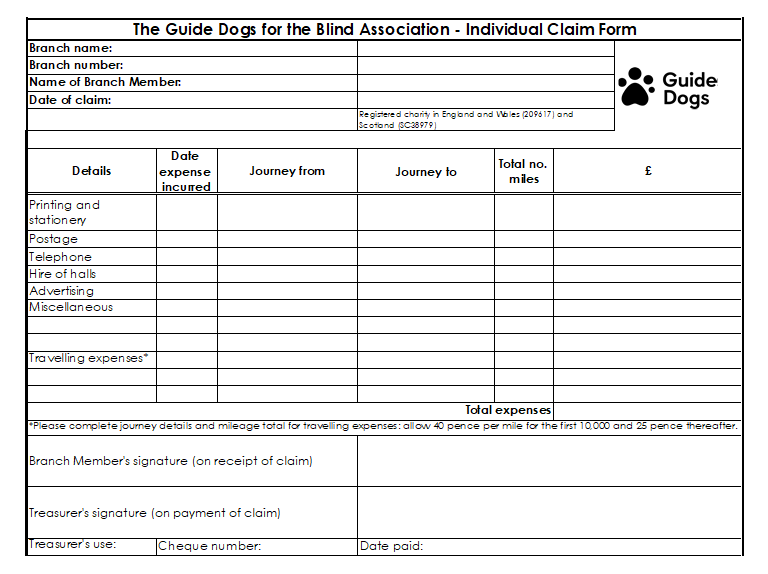 The Guide Dogs for the Blind Association - Individual Claim Form
Branch name:
Branch number:
Name of Branch Member:
Date of claim:
Guide
Dogs
Registered charity in England and Wales (209617) and
Scotland (SC38979)
Details
Date
expense
incurred
Journey from
Journey to
Total no.
miles
£
Printing and
stationery
Postage
Telephone
Hire of halls
Advertising
Miscellaneous
Travelling expenses*
Total expenses
*Please complete journey details and mileage total for travelling expenses: allow 40 pence per mile for the first 10,000 and 25 pence thereafter.
Branch Member's signature (on receipt of claim)
Treasurer's signature (on payment of claim)
Treasurer's use:
Cheque number:
Date paid: